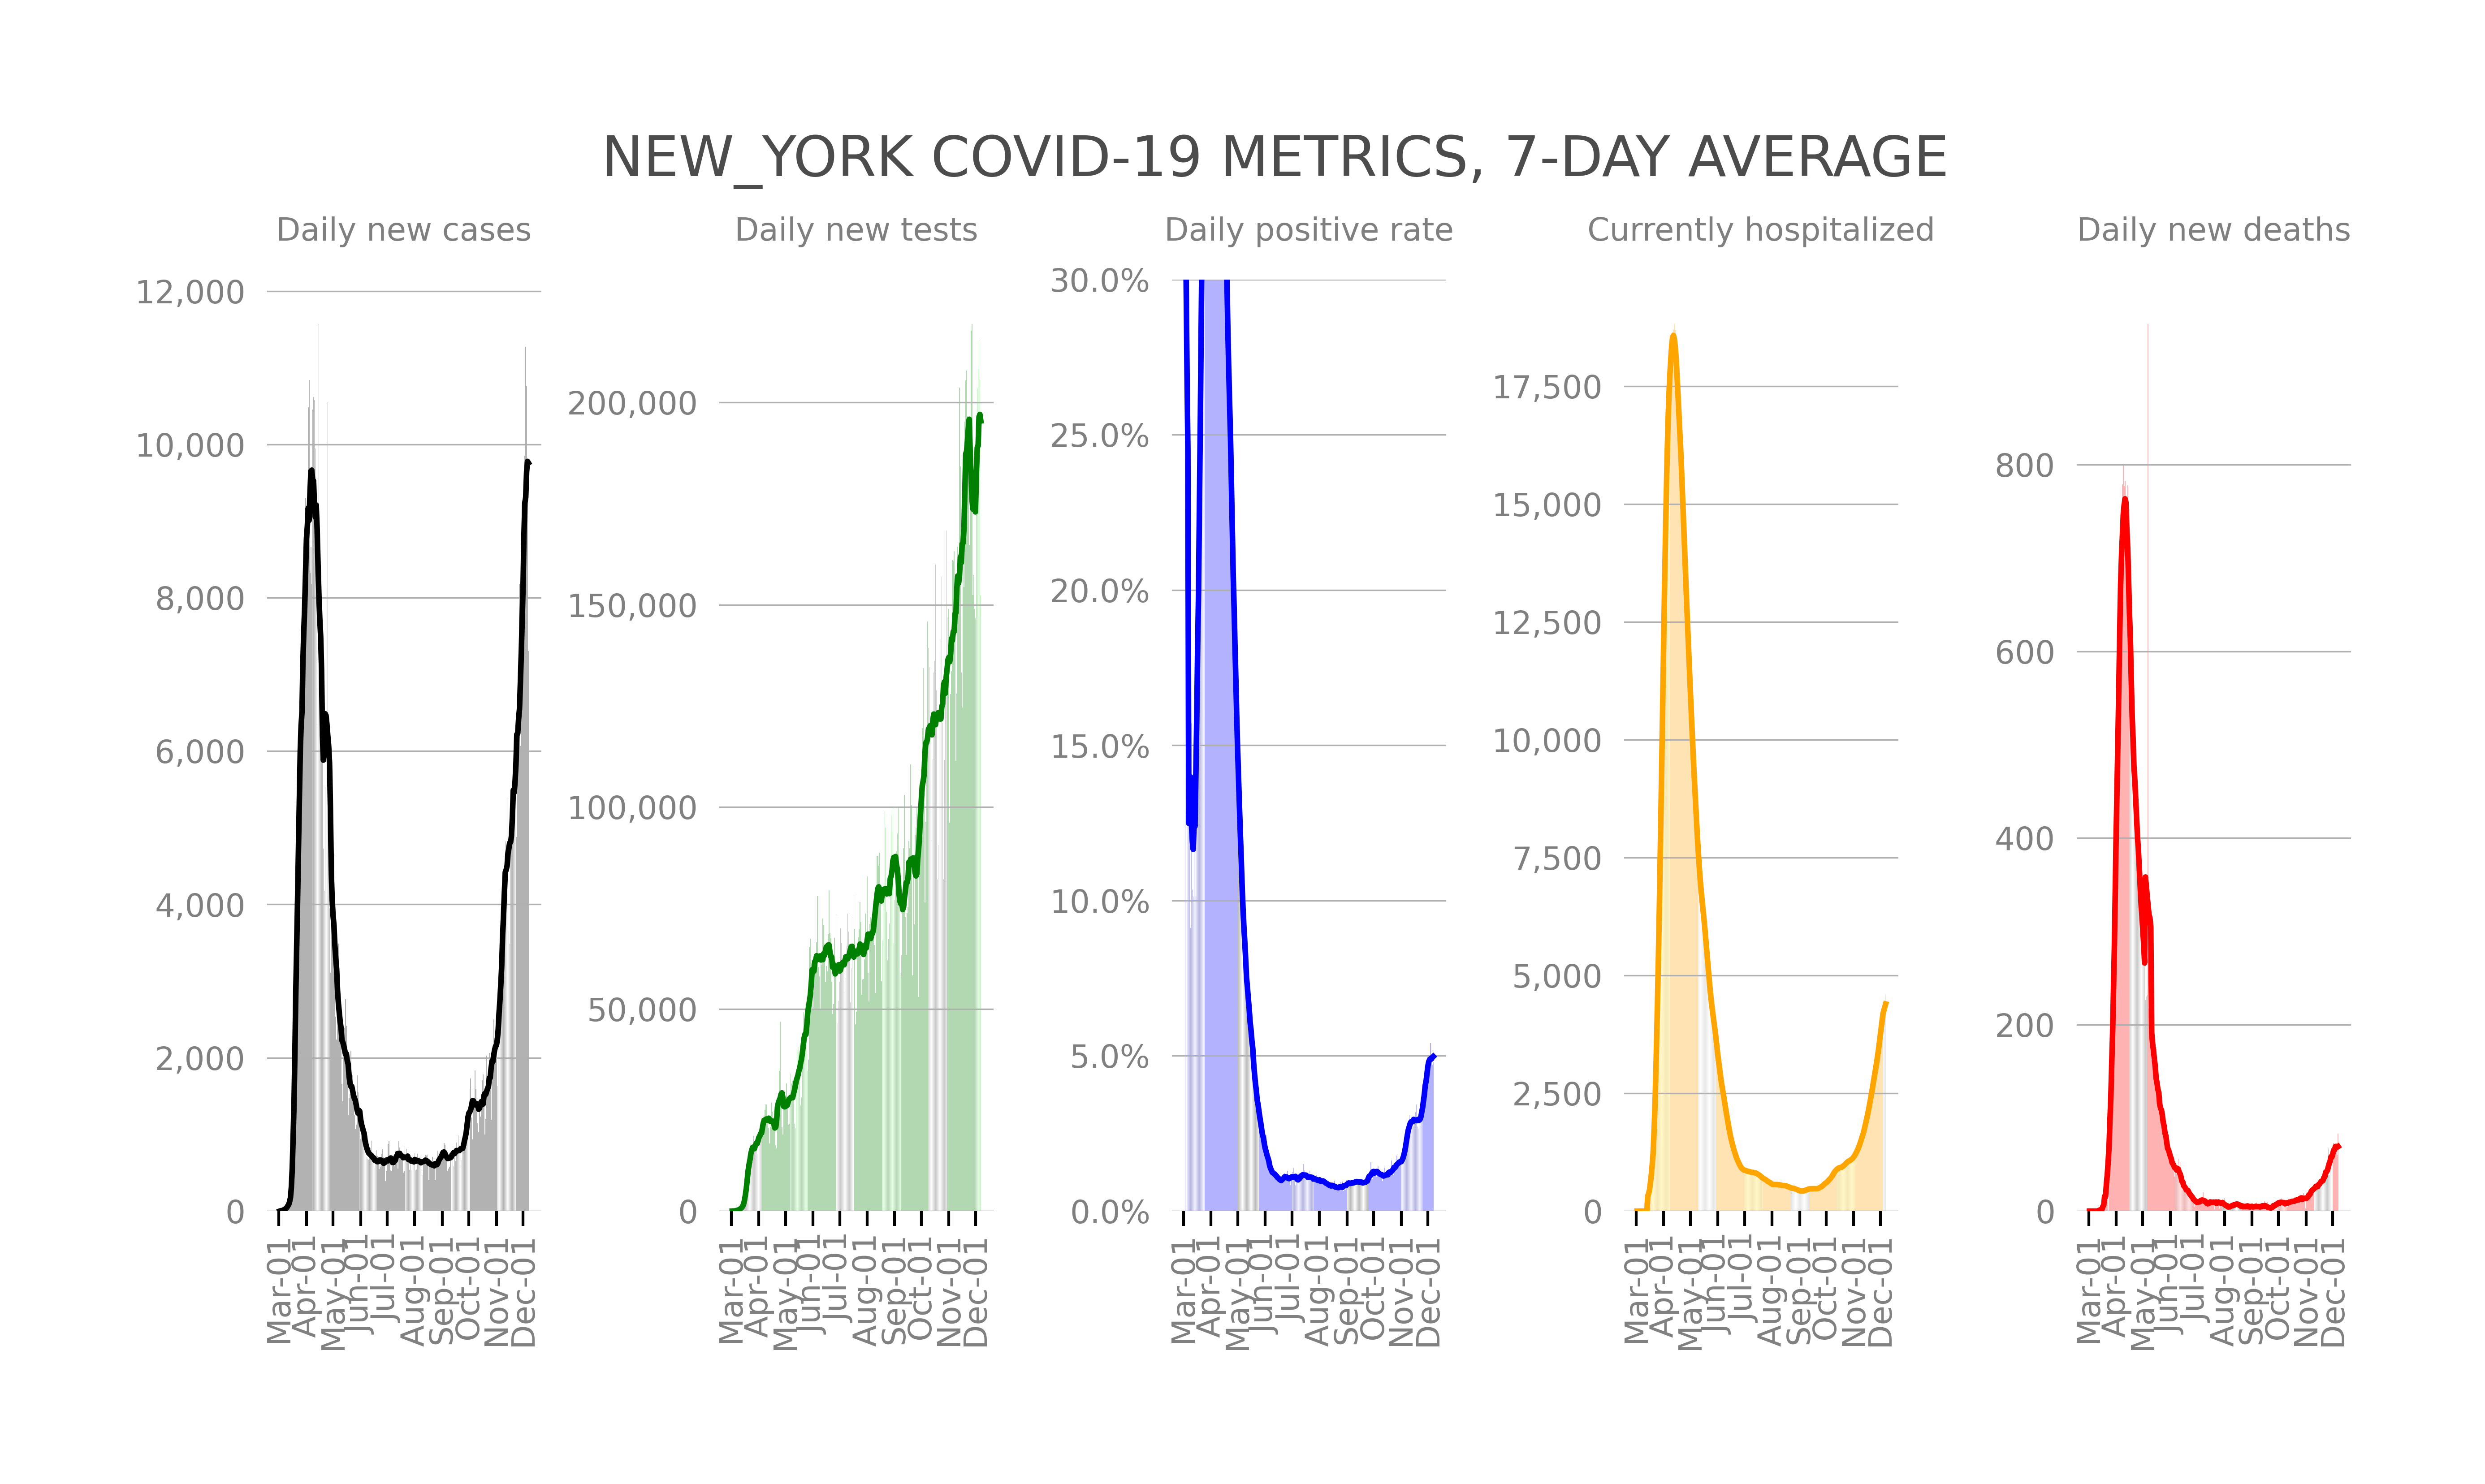 NEW_YORK COVID-19 METRICS, 7-DAY AVERAGE
Daily new cases
12,000
10,000
8,000
6,000
4,000
2,000
0
Mar-01
Apr-01
May-01
Jun-01
Jul-01
Aug-01
Sep-01
Oct-01
Nov-01
Dec-01
Daily new tests
200,000
150,000
100,000
50,000
0
Mar-01
Apr-01
May-01
Jun-01
Jul-01
Aug-01
Sep-01
Oct-01
Nov-01
Dec-01
Daily positive rate
30.0%
25.0%
20.0%
15.0%
10.0%
5.0%
0.0%
Mar-01
Apr-01
May-01
Jun-01
Jul-01
Aug-01
Sep-01
Oct-01
Nov-01
Dec-01
Currently hospitalized
17,500
15,000
12,500
10,000
7,500
5,000
2,500
0
Mar-01
Apr-01
May-01
Jun-01
Jul-01
Aug-01
Sep-01
Oct-01
Nov-01
Dec-01
Daily new deaths
800
600
400
200
0
Mar-01
Apr-01
May-01
Jun-01
Jul-01
Aug-01
Sep-01
Oct-01
Nov-01
Dec-01